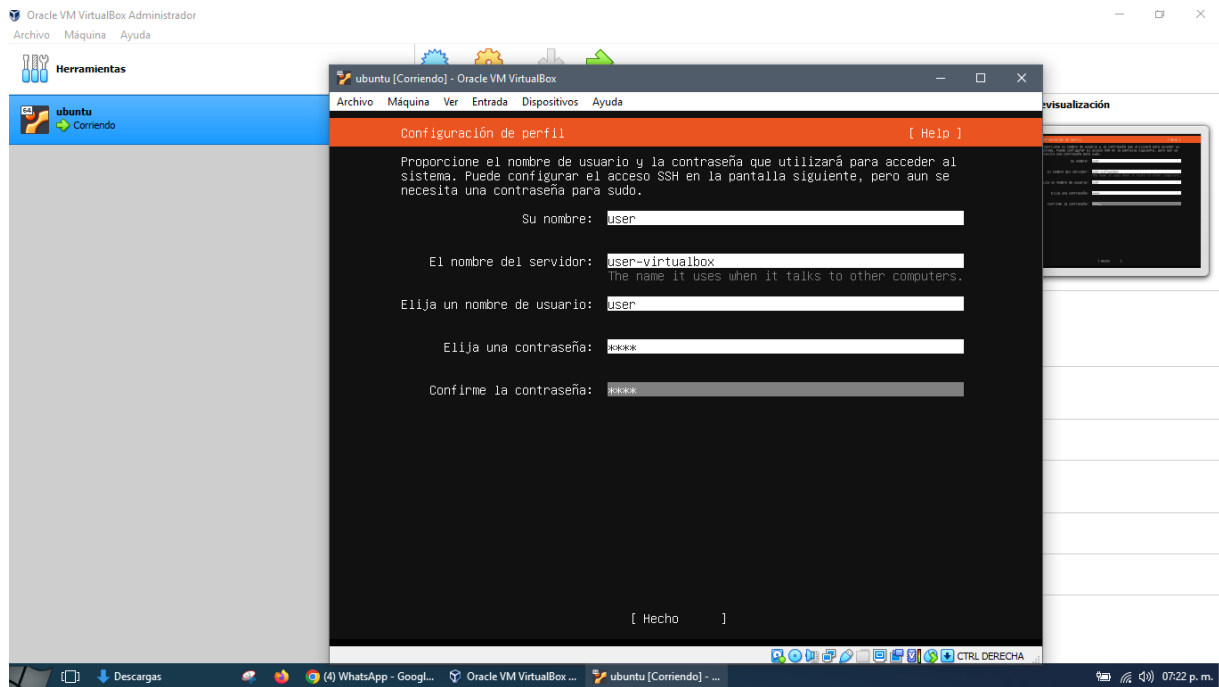 Oracle VM VirtualBox Administrador
Archivo Máquina Ayuda
Herramientas
64
ubuntu
Corriendo
ubuntu [Corriendo] - Oracle VM VirtualBox
Archivo Máquina Ver Entrada Dispositivos Ayuda
Configuración de perfil [ Help ]
Proporcione el nombre de usuario y la contraseña que utilizará para acceder al
sistema. Puede configurar el acceso SSH en la pantalla siguiente, pero aun se
necesita una contraseña para sudo.
Su nombre: user
El nombre del servidor: user-virtualbox
The name it uses when it talks to other computers.
Elija un nombre de usuario: user
Elija una contraseña: ****
Confirme la contraseña: ****
[ Hecho ]
CTRL DERECHA
evisualización
Descargas
(4) WhatsApp - Googl...
Oracle VM VirtualBox ...
ubuntu [Corriendo] - ...
07:22 p. m.